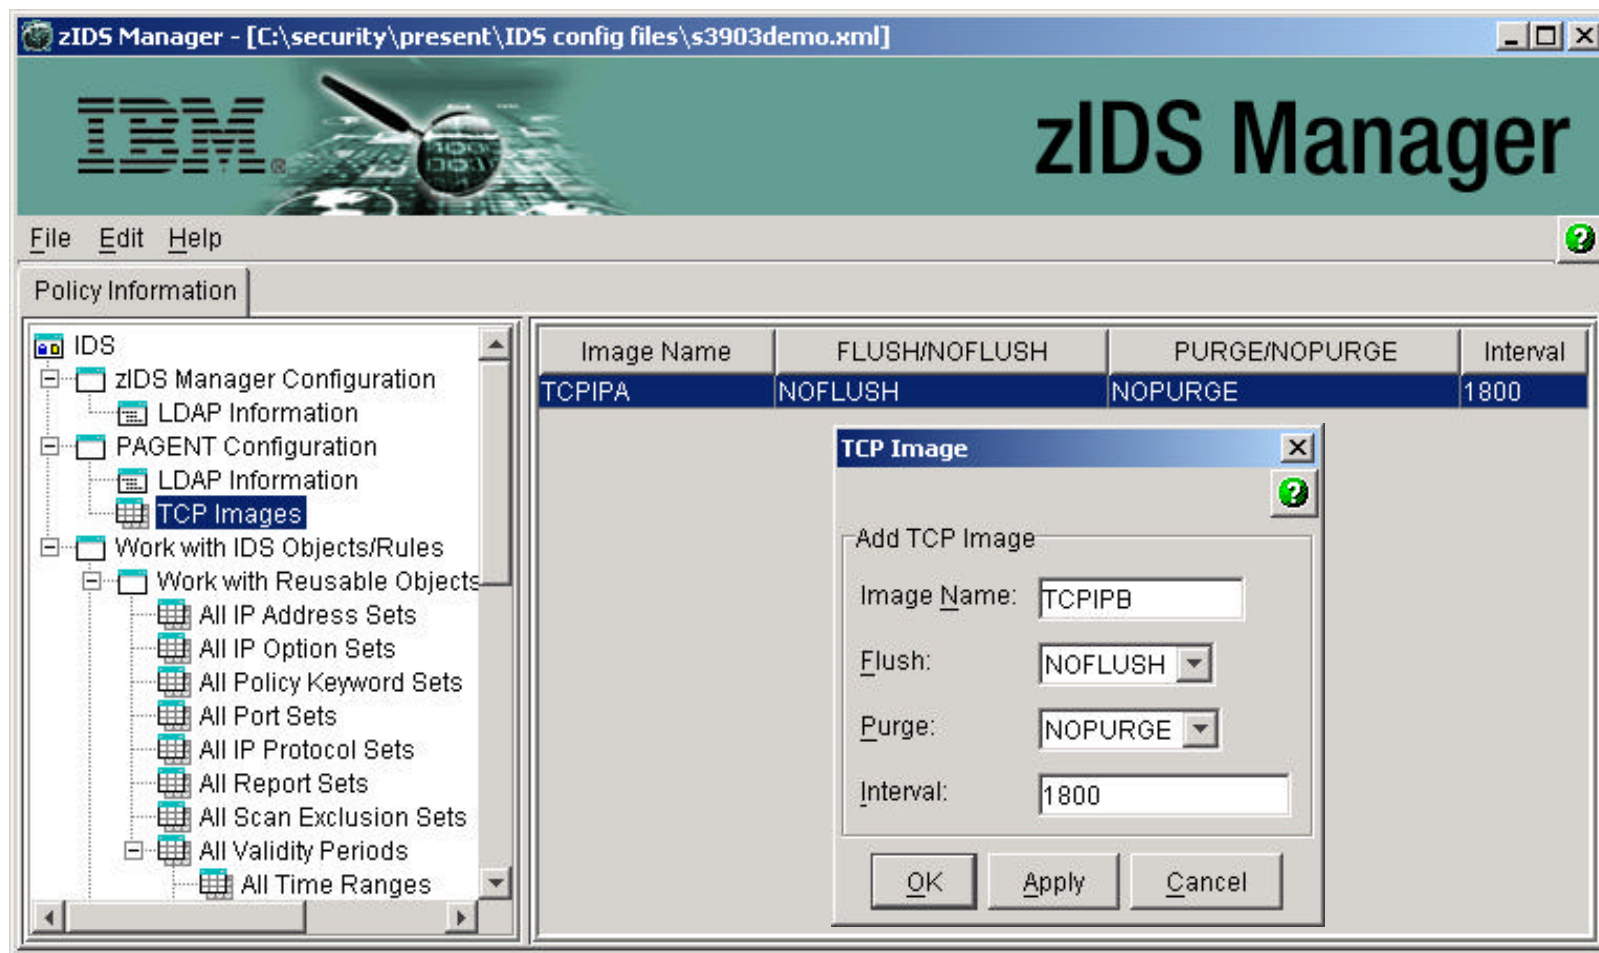 zIDS Manager - [C:\security\present\IDS config files\s3903demo.xml]
IBM®
zIDS Manager
File Edit Help
Policy Information
IDS
zIDS Manager Configuration
LDAP Information
PAGENT Configuration
LDAP Information
TCP Images
Work with IDS Objects/Rules
Work with Reusable Objects
All IP Address Sets
All IP Option Sets
All Policy Keyword Sets
All Port Sets
All IP Protocol Sets
All Report Sets
All Scan Exclusion Sets
All Validity Periods
All Time Ranges
Image Name FLUSH/NOFLUSH PURGE/NOPURGE Interval
TCPIPA NOFLUSH NOPURGE 1800
TCP Image
Add TCP Image
Image Name: TCPIPB
Flush: NOFLUSH
Purge: NOPURGE
Interval: 1800
OK Apply Cancel